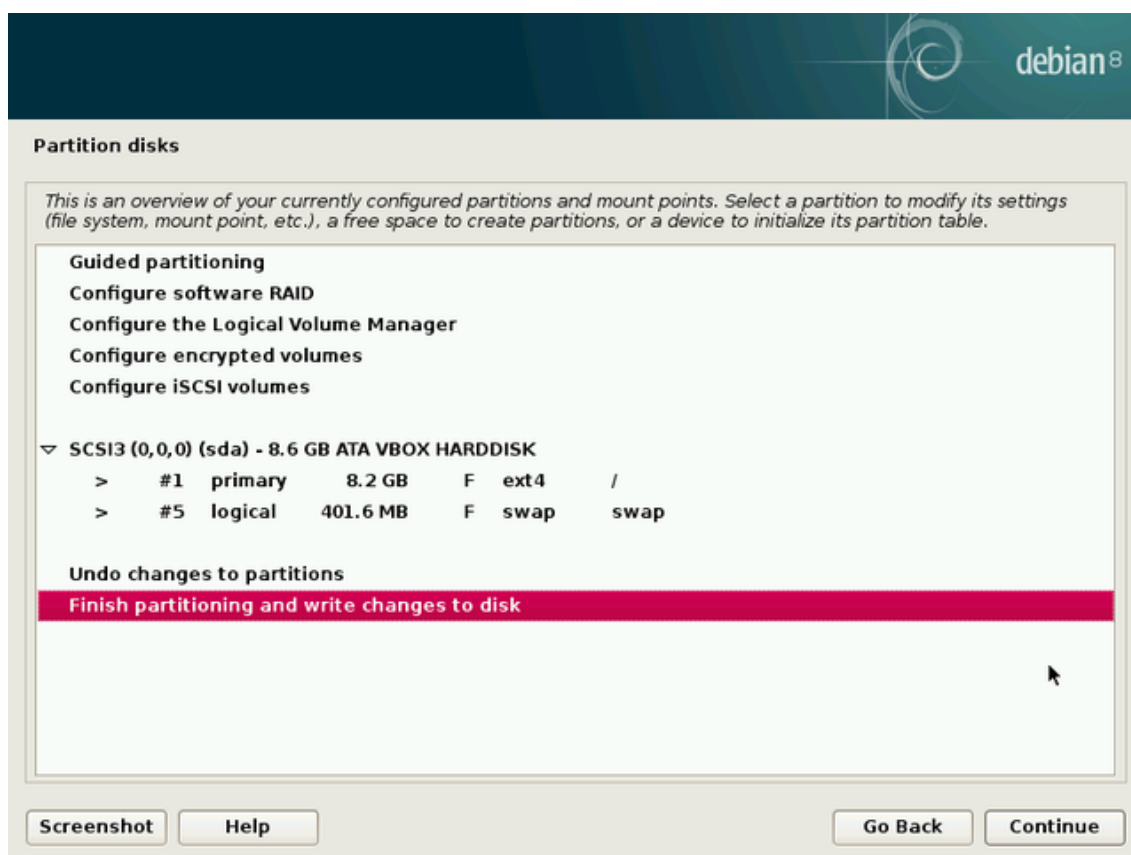 debian 8
Partition disks
This is an overview of your currently configured partitions and mount points. Select a partition to modify its settings
(file system, mount point, etc.), a free space to create partitions, or a device to initialize its partition table.
Guided partitioning
Configure software RAID
Configure the Logical Volume Manager
Configure encrypted volumes
Configure iSCSI volumes
SCSI3 (0,0,0) (sda) - 8.6 GB ATA VBOX HARDDISK
> #1 primary 8.2 GB F ext4 /
> #5 logical 401.6 MB F swap swap
Undo changes to partitions
Finish partitioning and write changes to disk
Screenshot Help Go Back Continue